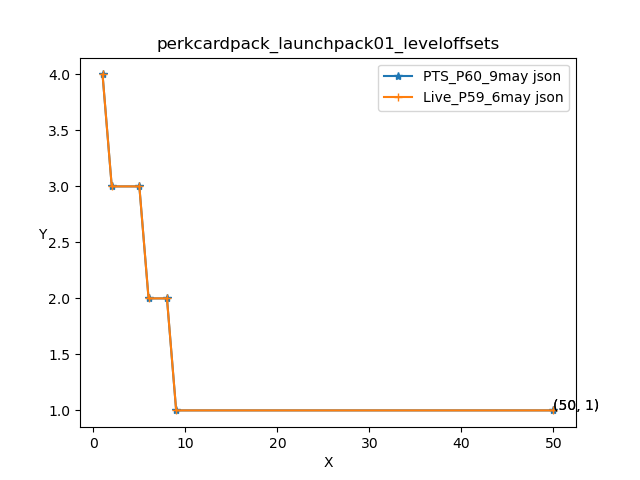 perkcardpack_launchpack01_leveloffsets
PTS_P60_9may json
Live_P59_6may json
4.0
3.5
3.0
2.5
2.0
1.5
1.0
Y
(50, 1)
0 10 20 30 40 50
X